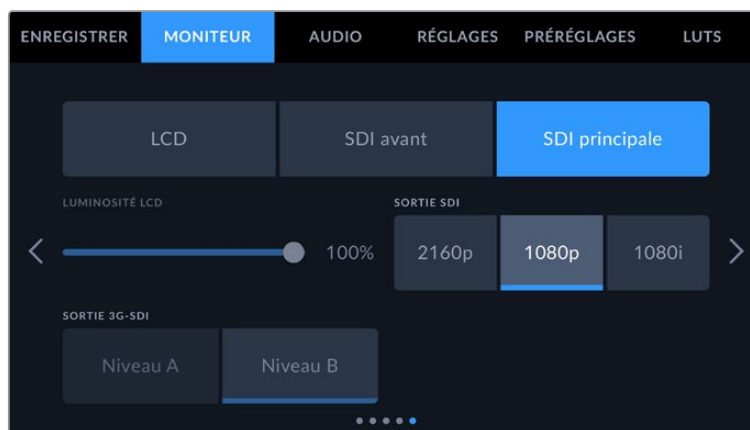 ENREGISTRER MONITEUR AUDIO RÉGLAGES PRÉRÉGLAGES LUTS
LCD SDI avant SDI principale
LUMINOSITÉ LCD SORTIE SDI
100% 2160p 1080p 1080i
SORTIE 3G-SDI
Niveau A Niveau B